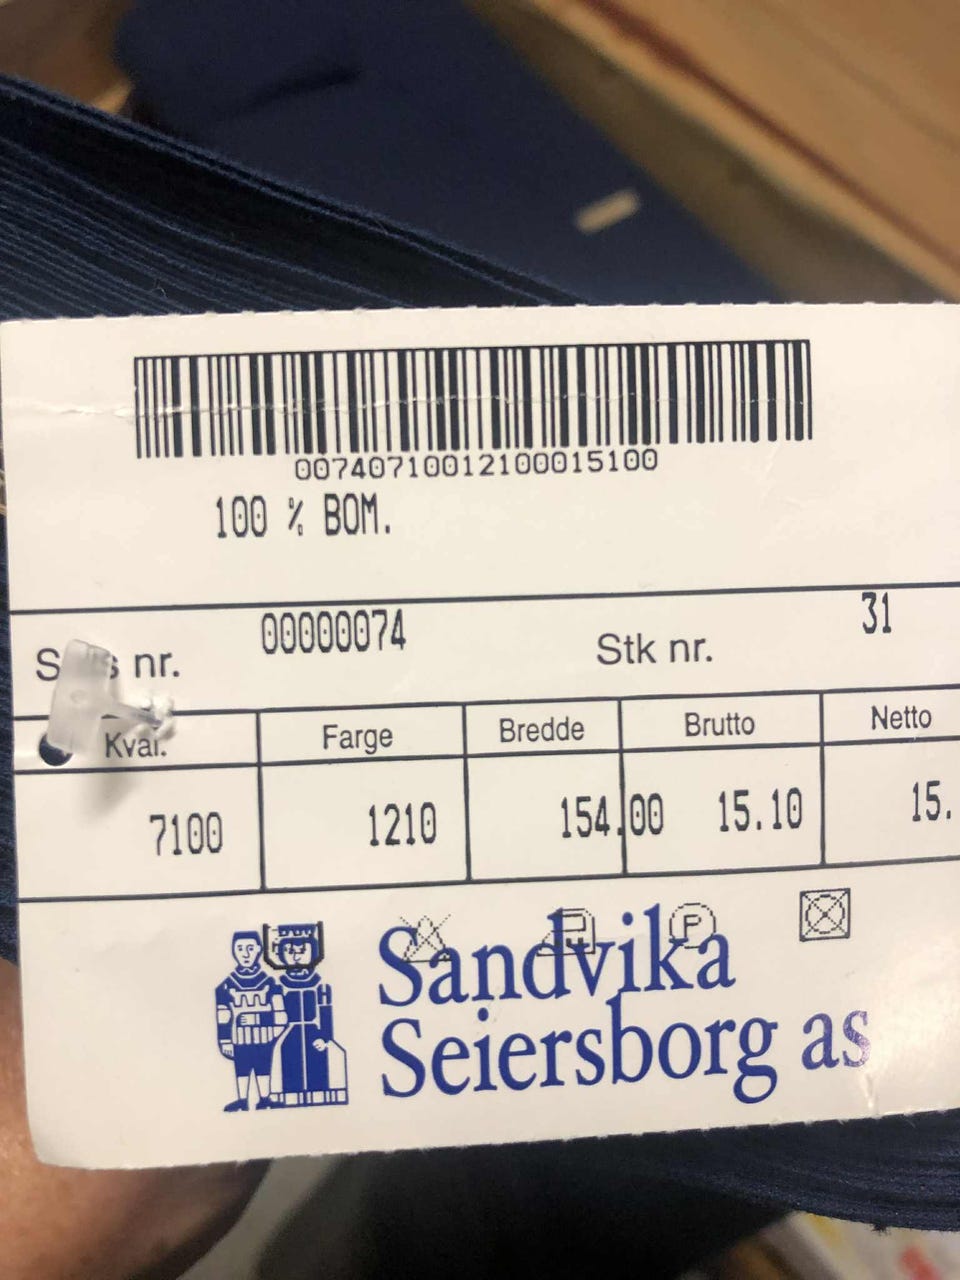 00740710012100015100
100 % BOM.
00000074
nr.
Stk nr.
31
Kval.
Farge
Bredde
Brutto
Netto
7100
1210
154.00
15.10
15.
P
Sandvika
Seiersborg as